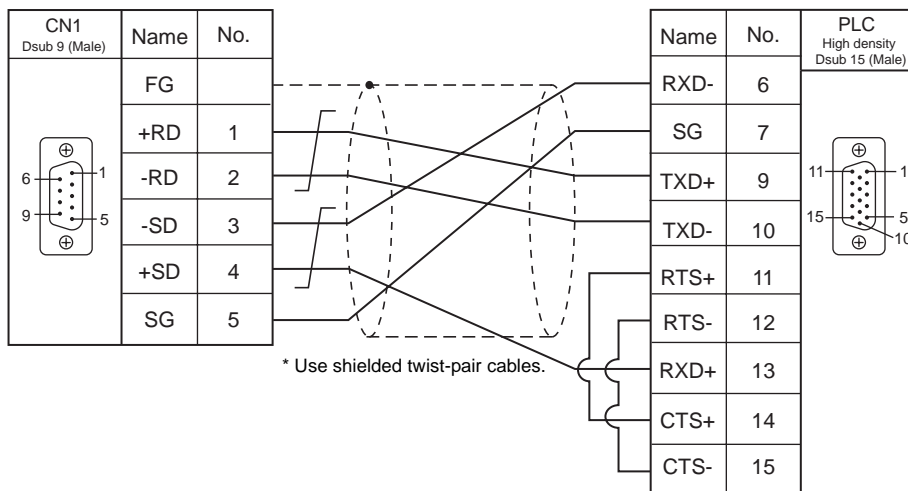 CN1
Dsub 9 (Male)
Name No.
FG
+RD 1
-RD 2
-SD 3
+SD 4
SG 5
6
1
9
5
* Use shielded twist-pair cables.
Name No.
RXD- 6
SG 7
TXD+ 9
TXD- 10
RTS+ 11
RTS- 12
RXD+ 13
CTS+ 14
CTS- 15
PLC
High density
Dsub 15 (Male)
11
1
15
5
10